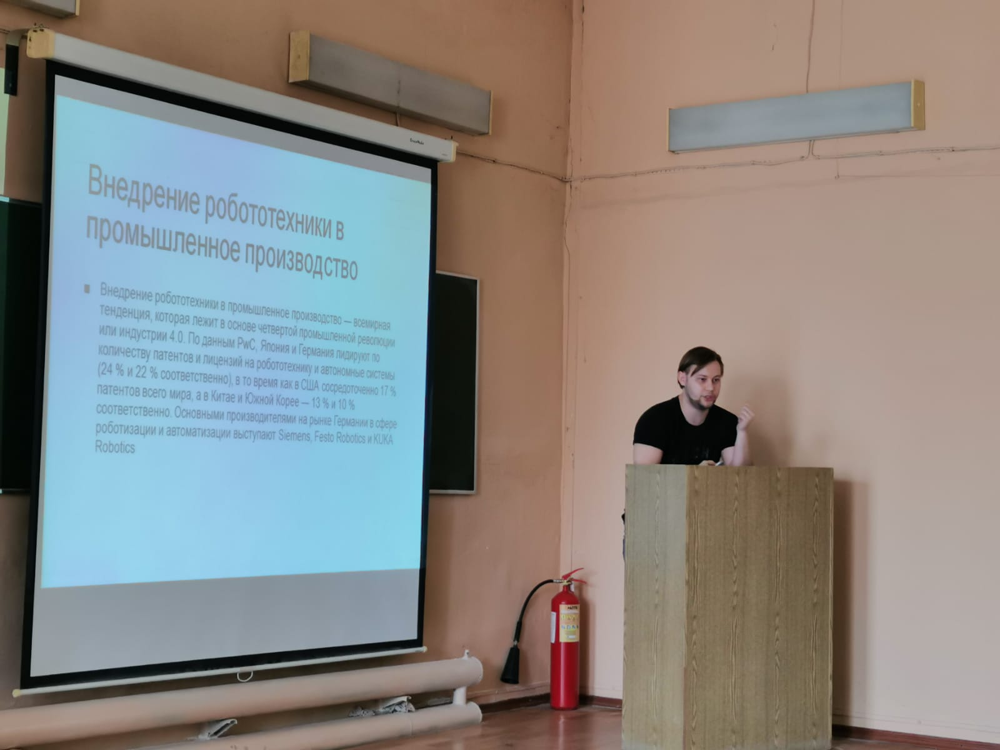 Внедрение робототехники в
промышленное производство
Внедрение робототехники в промышленное производство — всемирная
тенденция, которая лежит в основе четвертой промышленной революции
или индустрии 4.0. По данным PwC, Япония и Германия лидируют по
количеству патентов и лицензий на робототехнику и автономные системы
(24 % и 22 % соответственно), в то время как в США сосредоточено 17 %
патентов всего мира, а в Китае и Южной Корее — 13 % и 10 %
соответственно. Основными производителями на рынке Германии в сфере
роботизации и автоматизации выступают Siemens, Festo Robotics и KUKA
Robotics